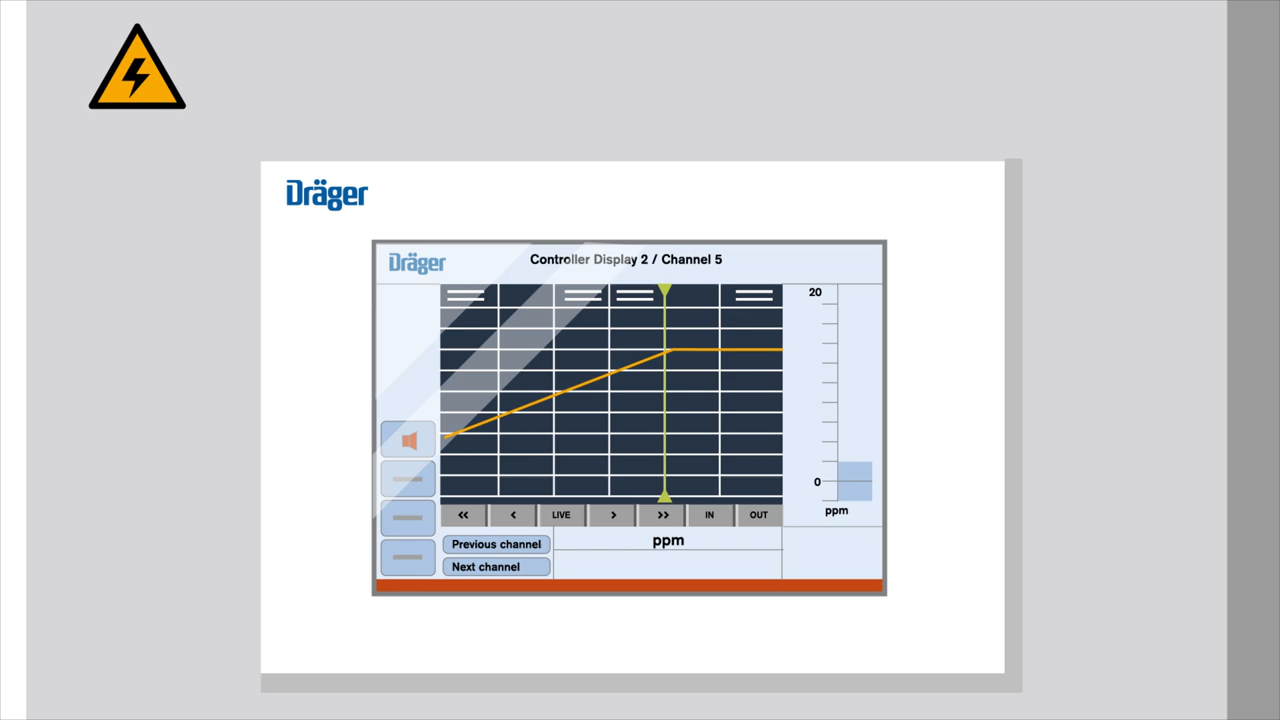 Dräger
Dräger
Controller Display 2 / Channel 5
20
0
ppm
<< < LIVE > >> IN OUT
Previous channel
ppm
Next channel